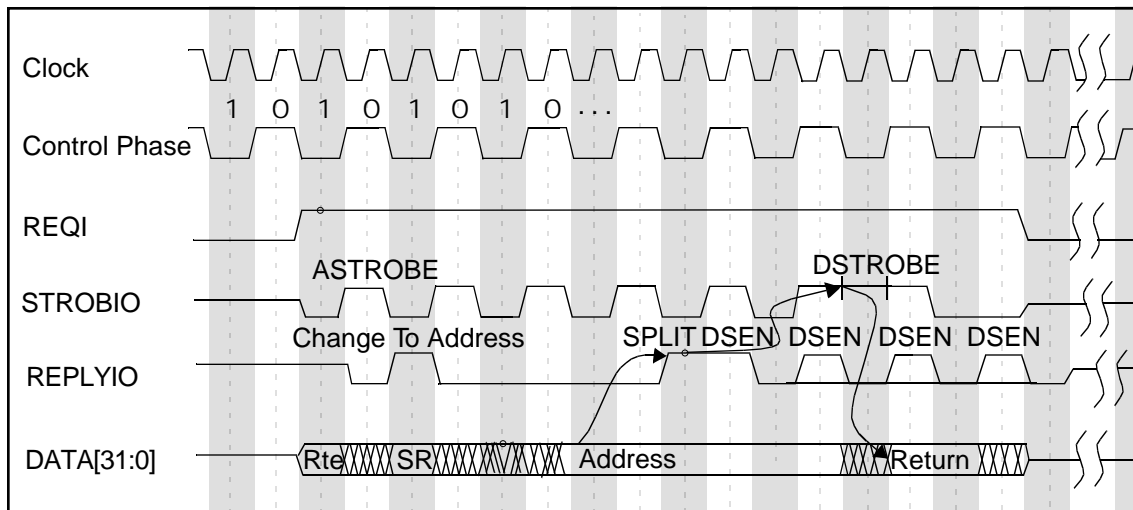 Clock
1 0 1 0 1 0 1 0 ...
Control Phase
REQI
ASTROBE DSTROBE
STROBIO
Change To Address SPLIT DSEN DSEN DSEN DSEN
REPLYIO
DATA[31:0] Rte SR Address Return